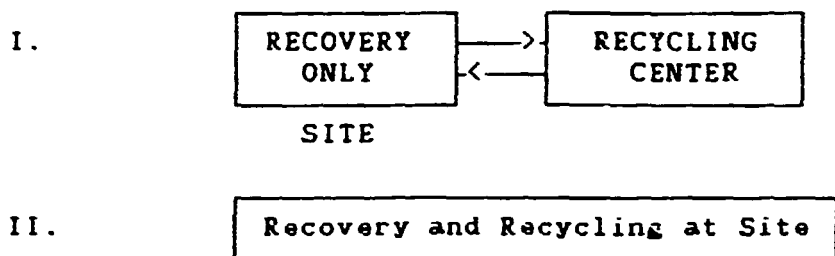 I.
RECOVERY ONLY
RECYCLING CENTER
SITE
II.
Recovery and Recycling at Site